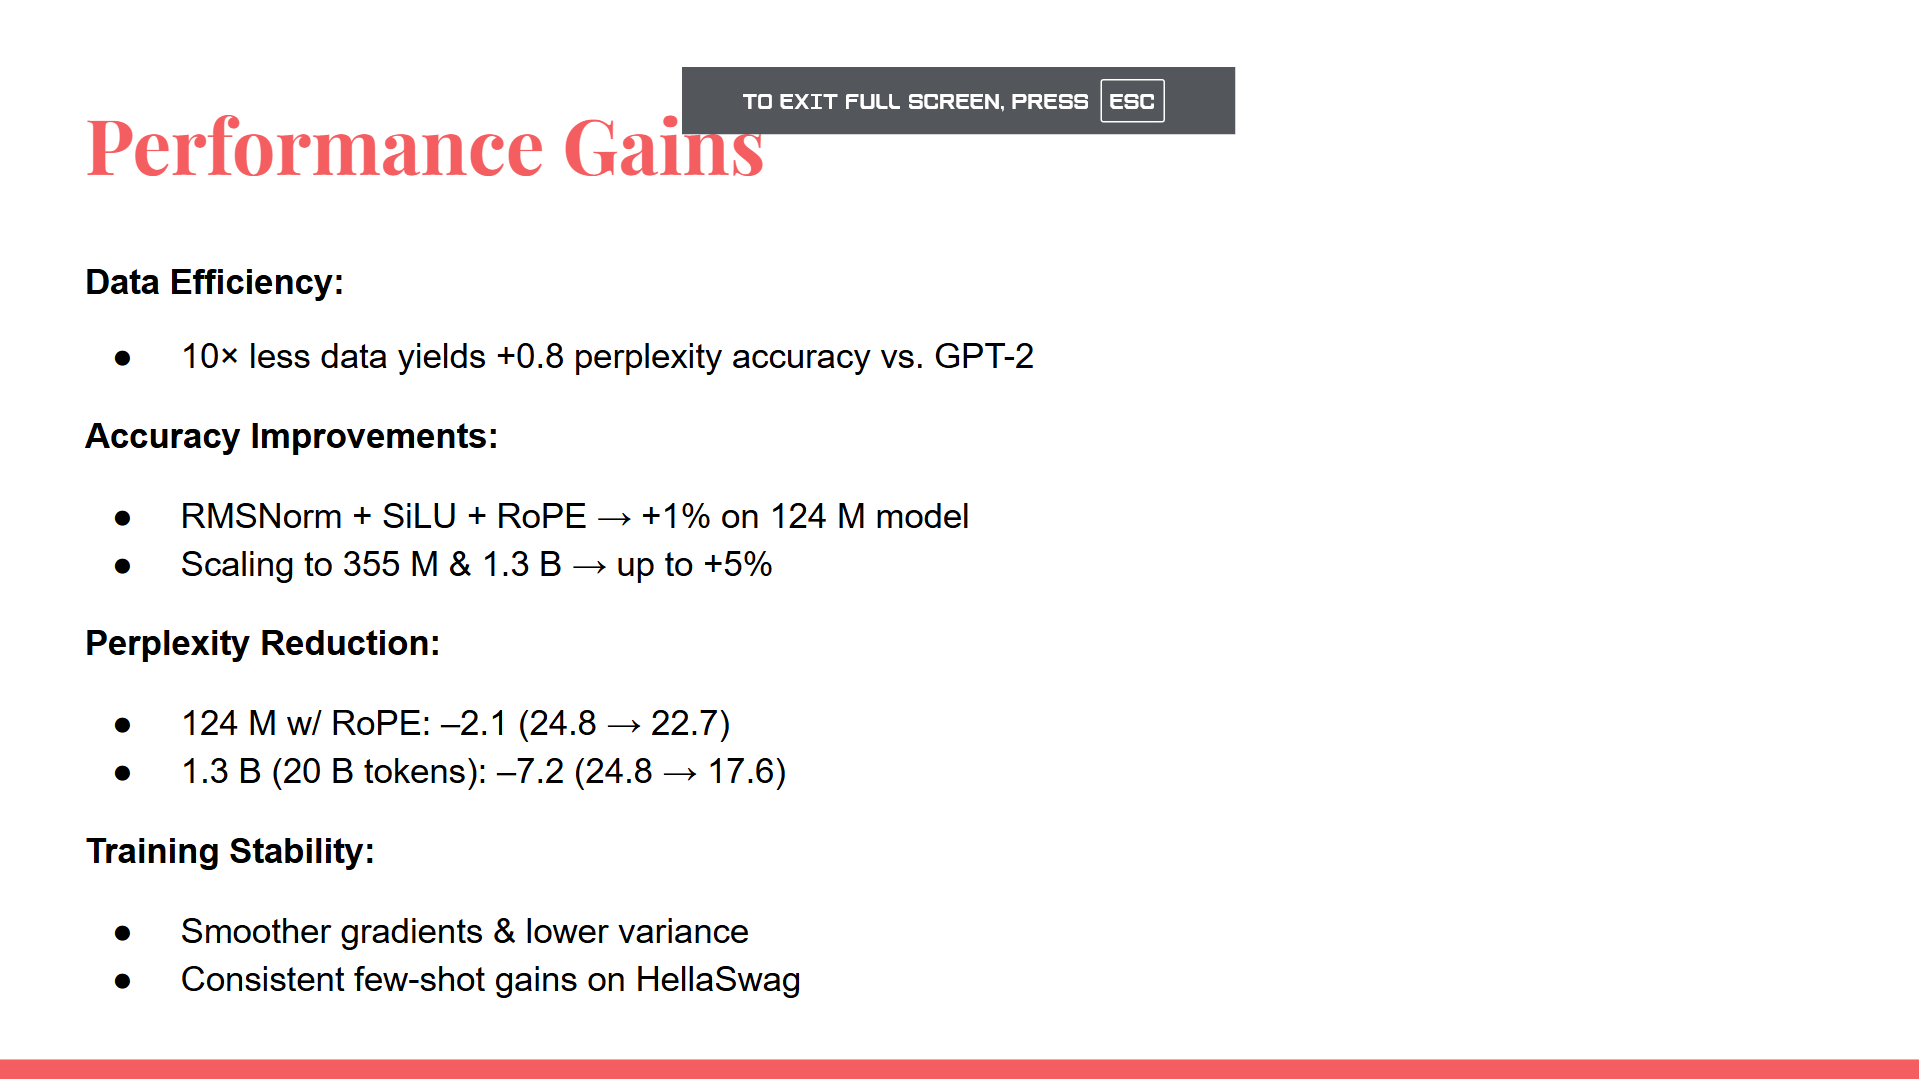 TO EXIT FULL SCREEN, PRESS ESC
Performance Gains
Data Efficiency:
● 10× less data yields +0.8 perplexity accuracy vs. GPT-2
Accuracy Improvements:
● RMSNorm + SiLU + RoPE → +1% on 124 M model
● Scaling to 355 M & 1.3 B → up to +5%
Perplexity Reduction:
● 124 M w/ RoPE: –2.1 (24.8 → 22.7)
● 1.3 B (20 B tokens): –7.2 (24.8 → 17.6)
Training Stability:
● Smoother gradients & lower variance
● Consistent few-shot gains on HellaSwag